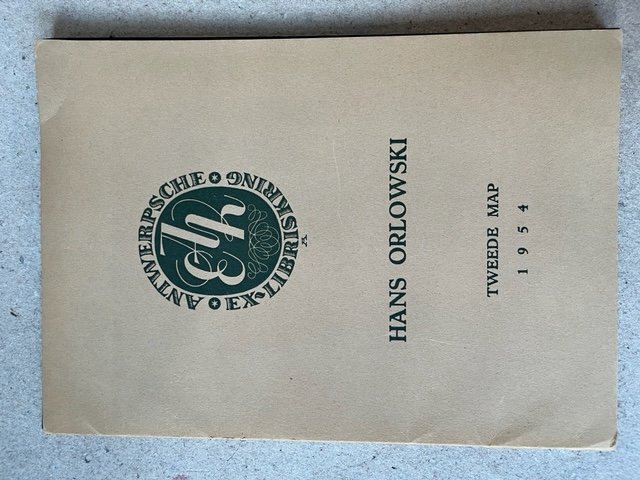 ANTWERPSCHE
EX-LIBRISKRING
HANS ORLOWSKI
TWEEDE MAP
1954